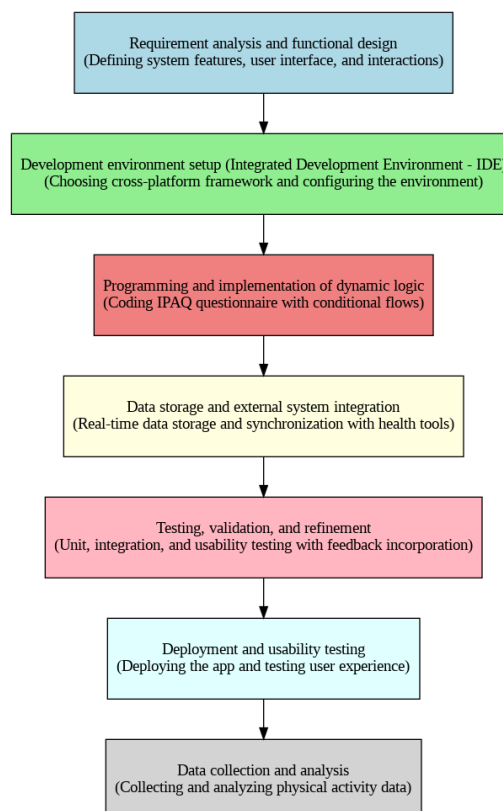 Requirement analysis and functional design
(Defining system features, user interface, and interactions)
Development environment setup (Integrated Development Environment - IDE)
(Choosing cross-platform framework and configuring the environment)
Programming and implementation of dynamic logic
(Coding IPAQ questionnaire with conditional flows)
Data storage and external system integration
(Real-time data storage and synchronization with health tools)
Testing, validation, and refinement
(Unit, integration, and usability testing with feedback incorporation)
Deployment and usability testing
(Deploying the app and testing user experience)
Data collection and analysis
(Collecting and analyzing physical activity data)